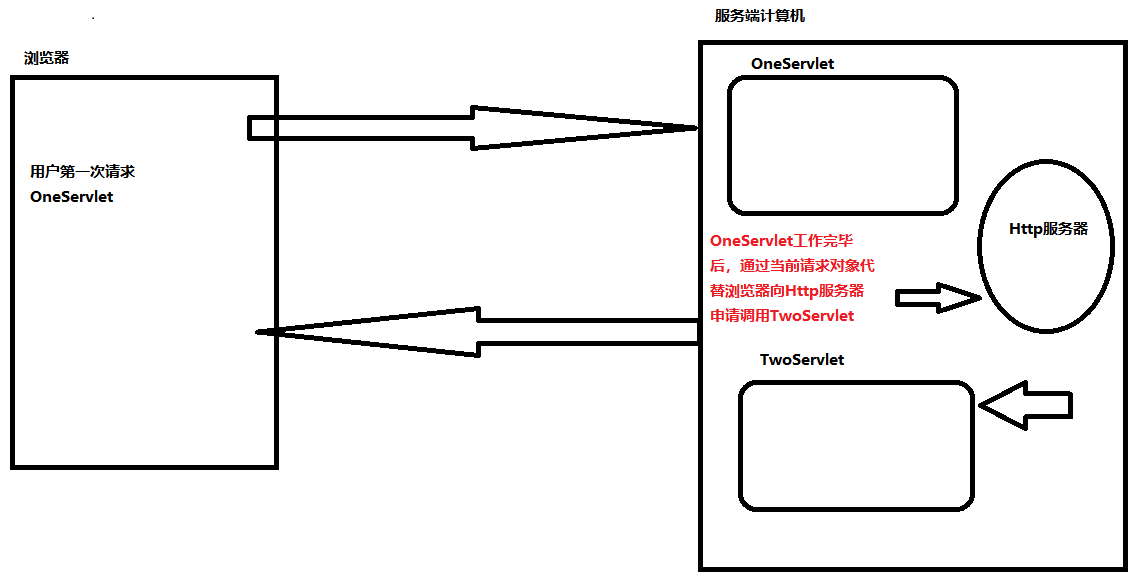 服务端计算机
浏览器
OneServlet
用户第一次请求
OneServlet
Http服务器
OneServlet工作完毕
后，通过当前请求对象代
替浏览器向Http服务器
申请调用TwoServlet
TwoServlet